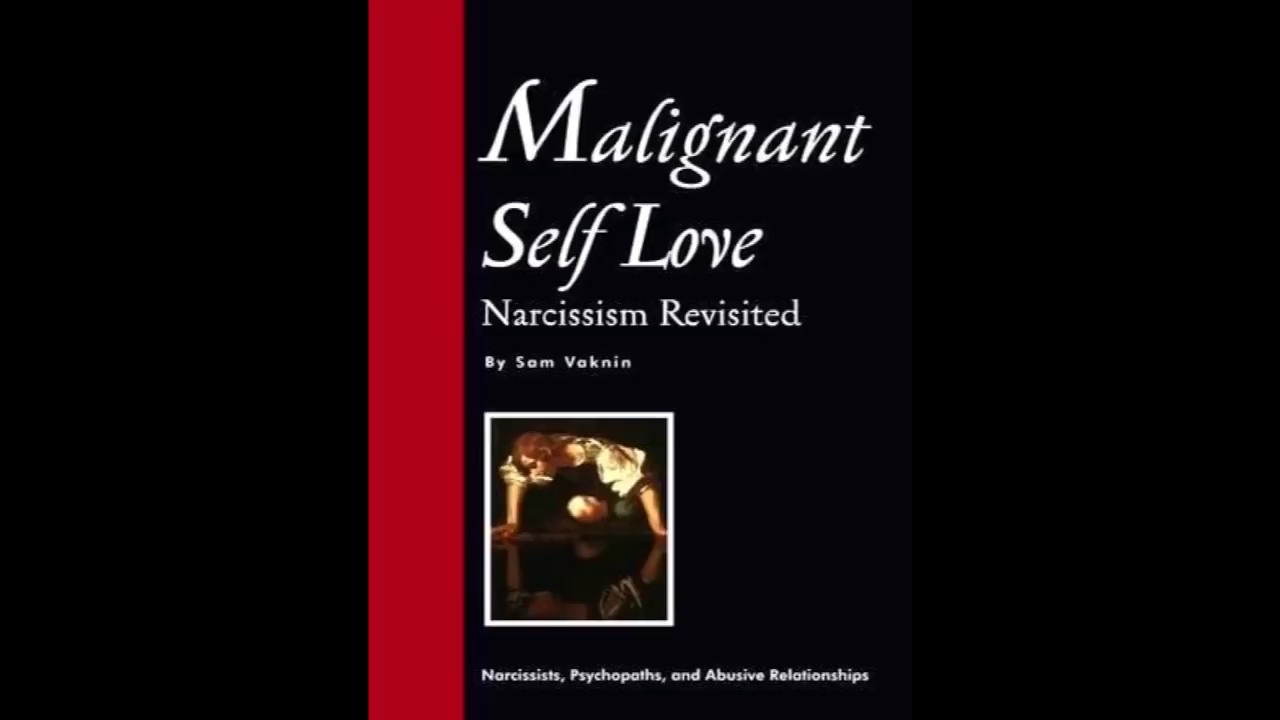 Malignant
Self Love
Narcissism Revisited
By Sam Vaknin
Narcissists, Psychopaths, and Abusive Relationships